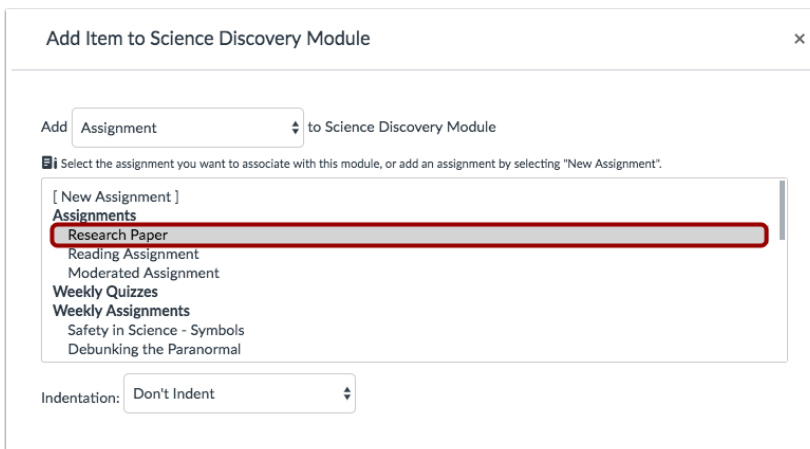 Add Item to Science Discovery Module ×
Add Assignment to Science Discovery Module
Select the assignment you want to associate with this module, or add an assignment by selecting "New Assignment".
[ New Assignment ]
Assignments
Research Paper
Reading Assignment
Moderated Assignment
Weekly Quizzes
Weekly Assignments
Safety in Science - Symbols
Debunking the Paranormal
Indentation: Don't Indent